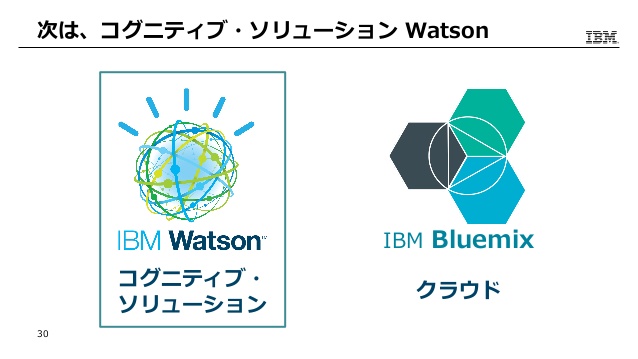 次は、コグニティブ・ソリューション Watson
IBM
IBM Watson™
コグニティブ・
ソリューション
IBM Bluemix
クラウド
30